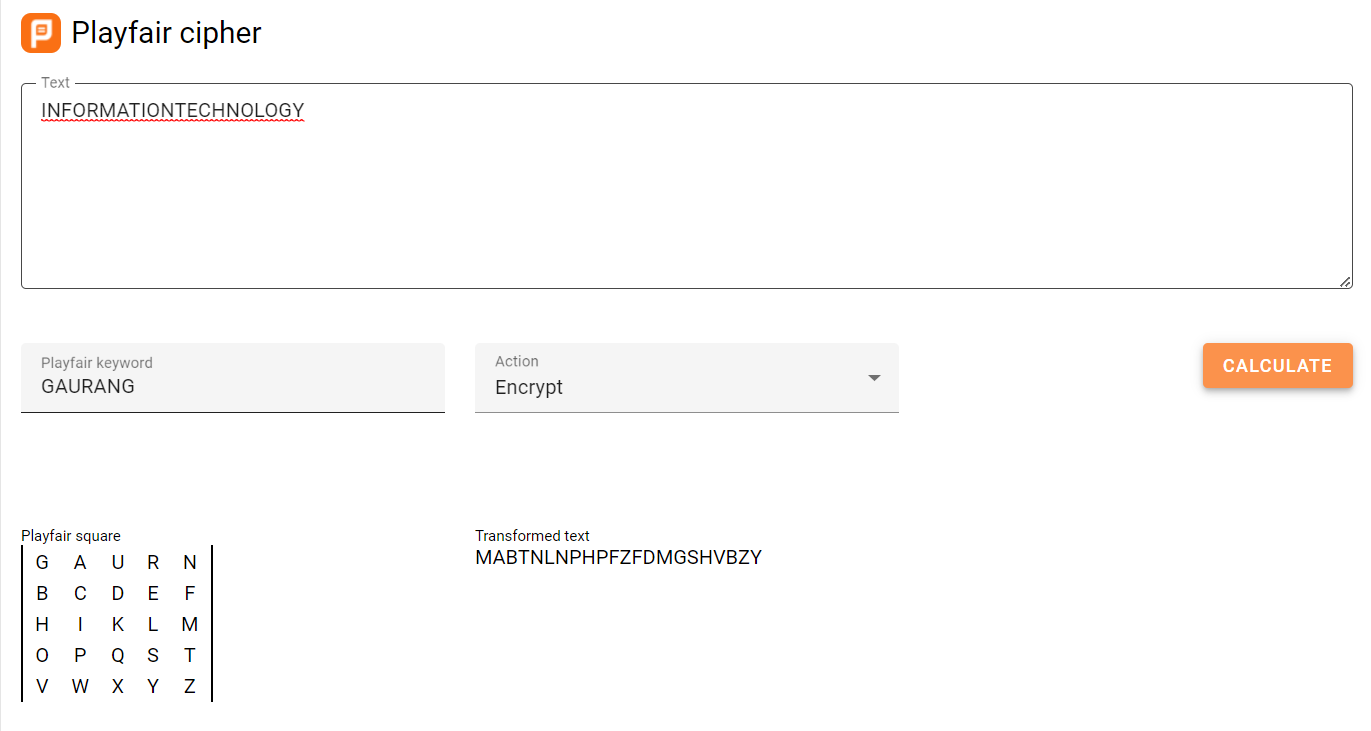 Playfair cipher
Text
INFORMATIONTECHNOLOGY
Playfair keyword
GAURANG
Action
Encrypt
CALCULATE
Playfair square
G A U R N
B C D E F
H I K L M
O P Q S T
V W X Y Z
Transformed text
MABTNLNPHPFZFDMGSHVBZY